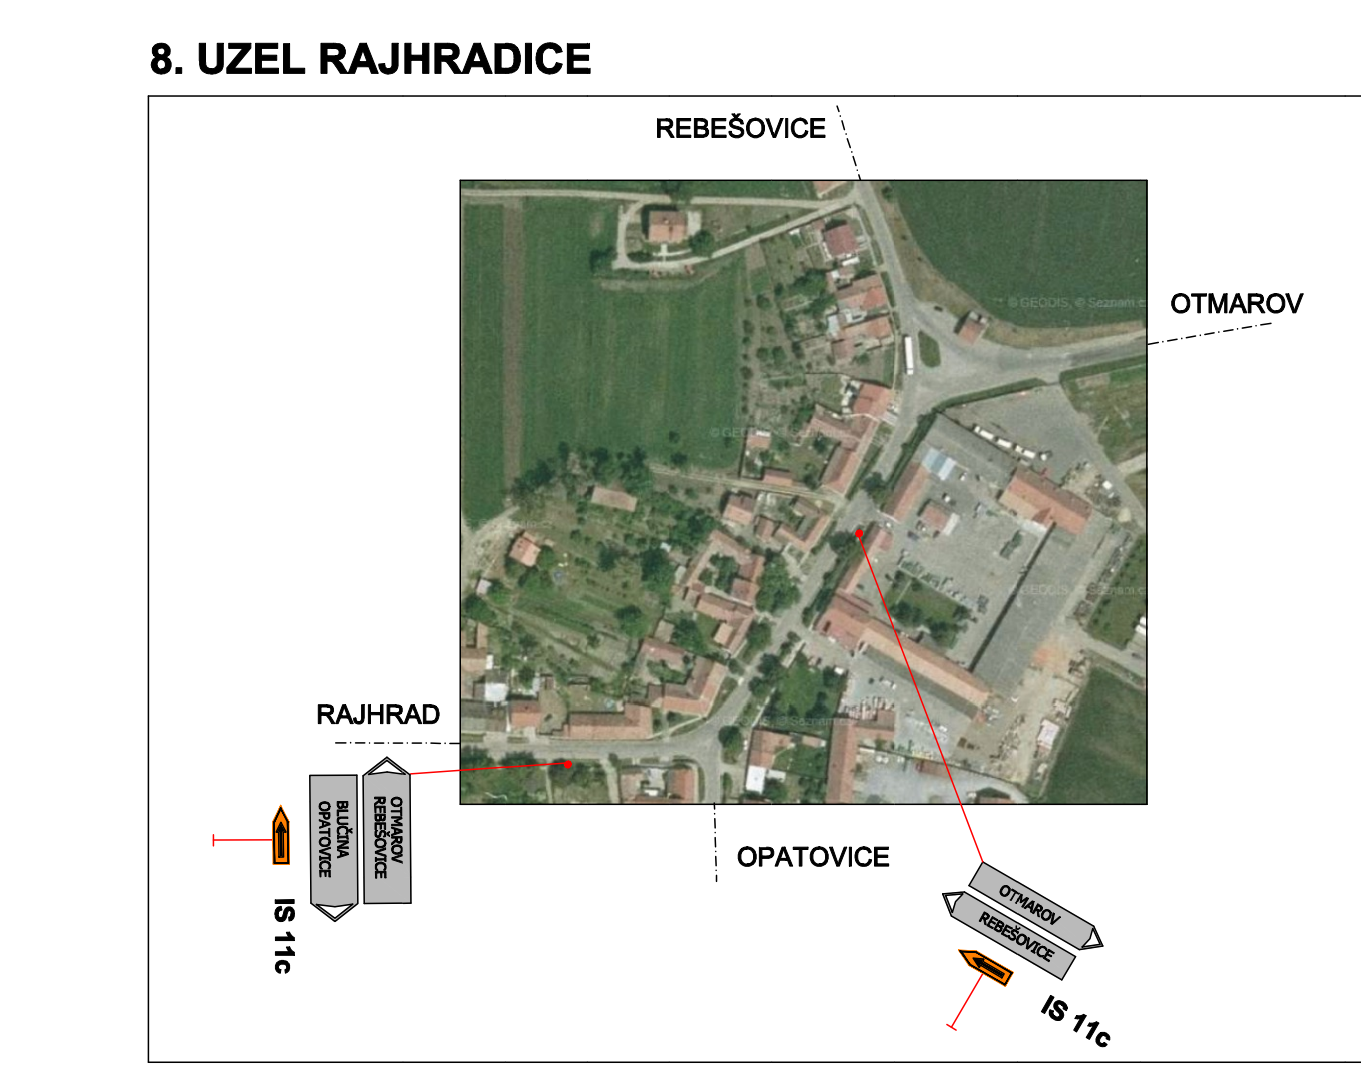 8. UZEL RAJHRADICE
REBEŠOVICE
OTMAROV
© GEODIS, © Seznam.c
RAJHRAD
OTMAROV
REBEŠOVICE
BLUČINA
OPATOVICE
IS 11c
OPATOVICE
OTMAROV
REBEŠOVICE
IS 11c